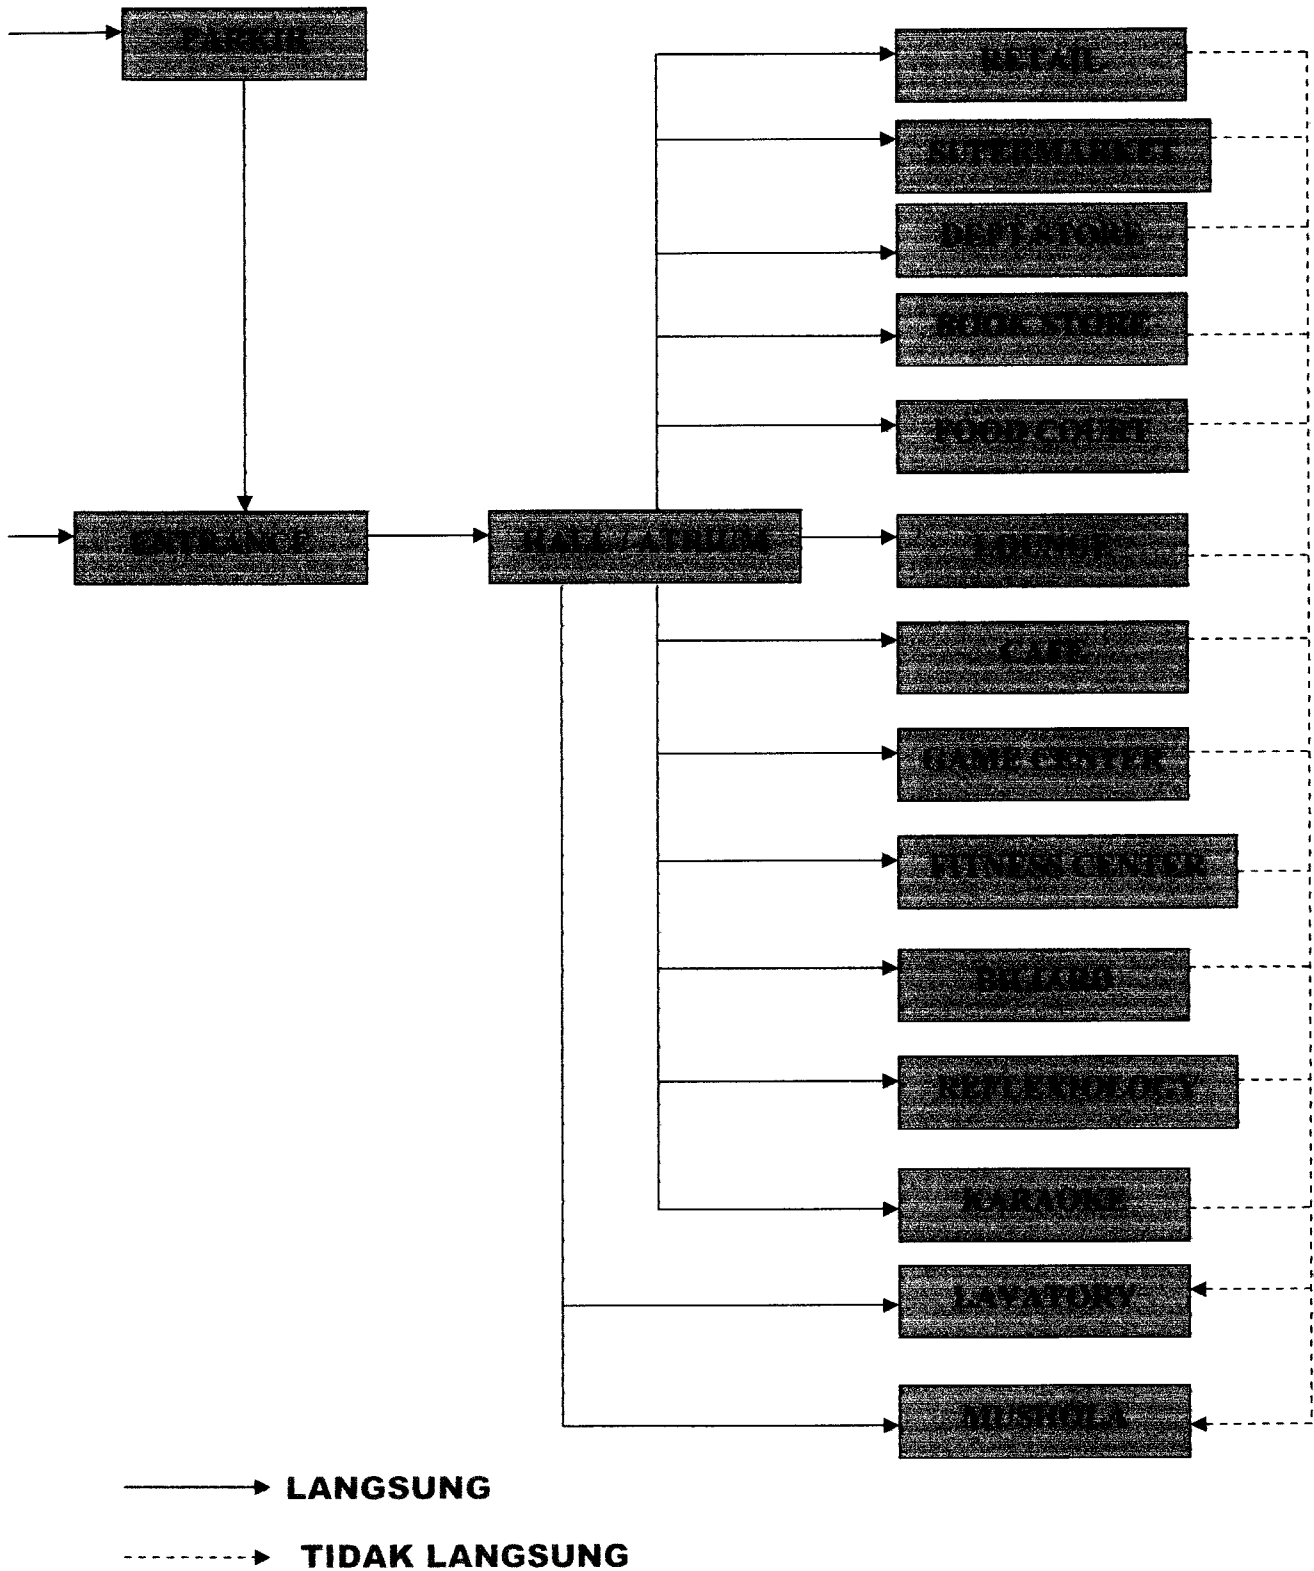 PARKIR
RETAIL
SUPERMARKET
DEPT.STORE
BOOK STORE
FOOD COURT
ENTRANCE
HALL / ATRIUM
LOUNGE
CAFE
GAME CENTER
FITNESS CENTER
BILIARD
REFLEXIOLOGY
KARAOKE
LAVATORY
MUSHOLA
LANGSUNG
TIDAK LANGSUNG